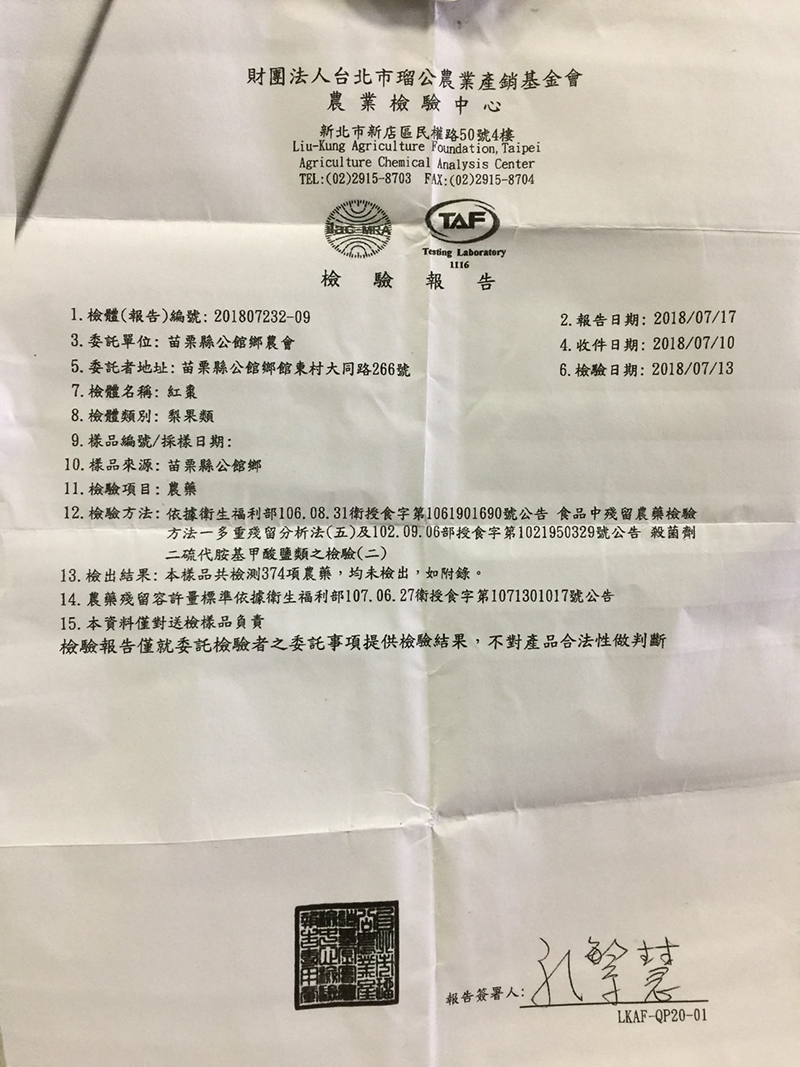 財團法人台北市瑠公農業產銷基金會
農業檢驗中心
新北市新店區民權路50號4樓
Liu-Kung Agriculture Foundation,Taipei
Agriculture Chemical Analysis Center
TEL:(02)2915-8703 FAX:(02)2915-8704
ilac-MRA
TAF
Testing Laboratory
1116
檢驗報告
1.檢體(報告)編號: 201807232-09
2.報告日期: 2018/07/17
3.委託單位: 苗栗縣公館鄉農會
4.收件日期: 2018/07/10
5.委託者地址: 苗栗縣公館鄉館東村大同路266號
6.檢驗日期: 2018/07/13
7.檢體名稱: 紅棗
8.檢體類別: 梨果類
9.樣品編號/採樣日期:
10.樣品來源: 苗栗縣公館鄉
11.檢驗項目: 農藥
12.檢驗方法: 依據衛生福利部106.08.31衛授食字第1061901690號公告 食品中殘留農藥檢驗
方法－多重殘留分析法(五)及102.09.06部授食字第1021950329號公告 殺菌劑
二硫代胺基甲酸鹽類之檢驗(二)
13.檢出結果: 本樣品共檢測374項農藥，均未檢出，如附錄。
14.農藥殘留容許量標準依據衛生福利部107.06.27衛授食字第1071301017號公告
15.本資料僅對送檢樣品負責
檢驗報告僅就委託檢驗者之委託事項提供檢驗結果，不對產品合法性做判斷
報告簽署人: 孔繁慧
LKAF-QP20-01